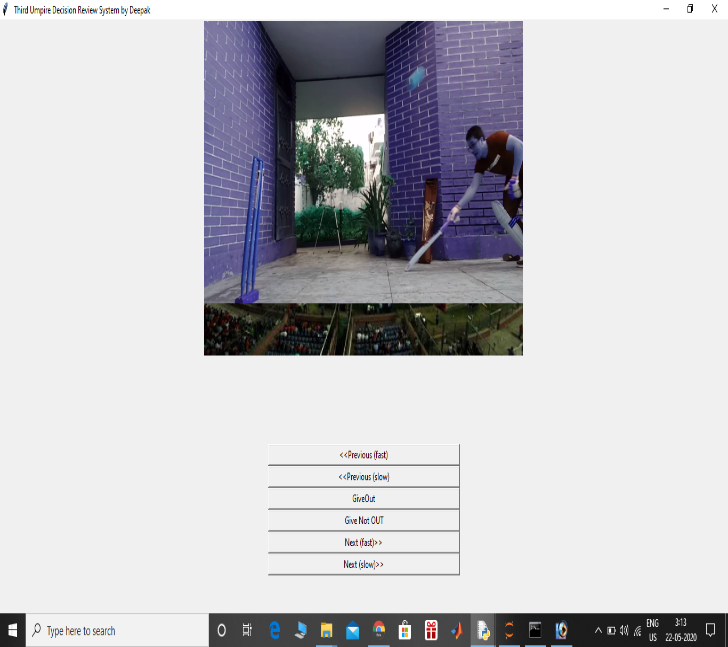 Third Umpire Decision Review System by Deepak
<<Previous (fast)
<<Previous (slow)
GiveOut
Give Not OUT
Next (fast)>>
Next (slow)>>
Type here to search
ENG
US
3:13
22-05-2020